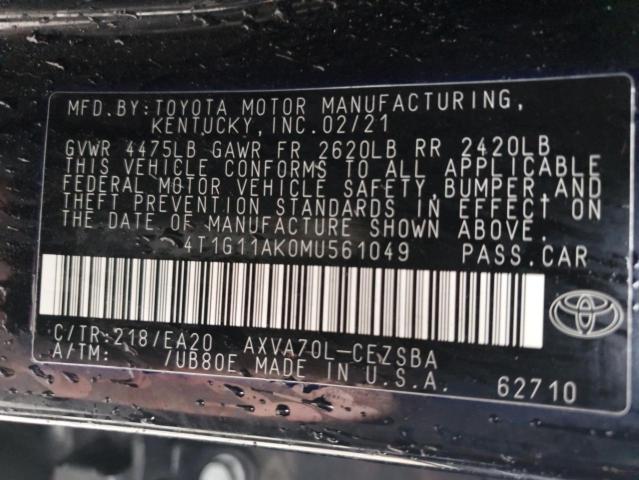 MFD.BY:TOYOTA MOTOR MANUFACTURING,
KENTUCKY,INC.02/21
GVWR 4475LB GAWR FR 2620LB RR 2420LB
THIS VEHICLE CONFORMS TO ALL APPLICABLE
FEDERAL MOTOR VEHICLE SAFETY,BUMPER,AND
THEFT PREVENTION STANDARDS IN EFFECT ON
THE DATE OF MANUFACTURE SHOWN ABOVE.
4T1G11AK0MU561049 PASS.CAR
C/TR:218/EA20 AXVA70L-CEZSBA
A/TM: /UB80E MADE IN U.S.A. 62710